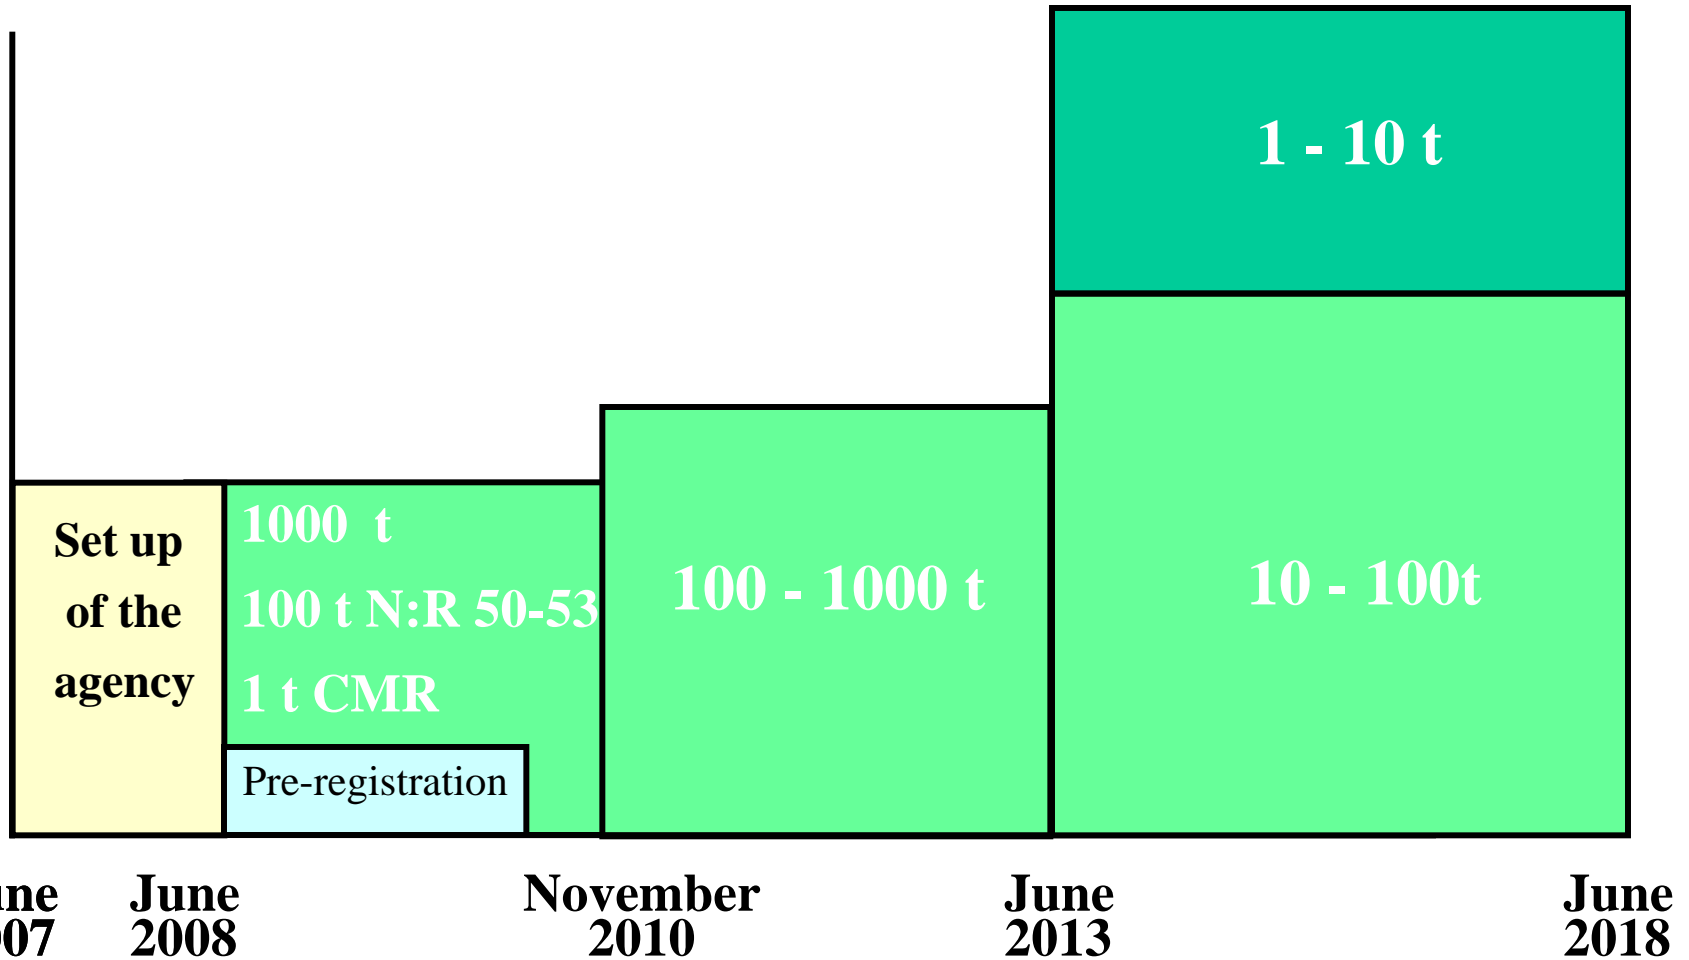 1 - 10 t
Set up
of the
agency
1000 t
100 t N:R 50-53
1 t CMR
Pre-registration
100 - 1000 t
10 - 100t
June
2008
November
2010
June
2013
June
2018